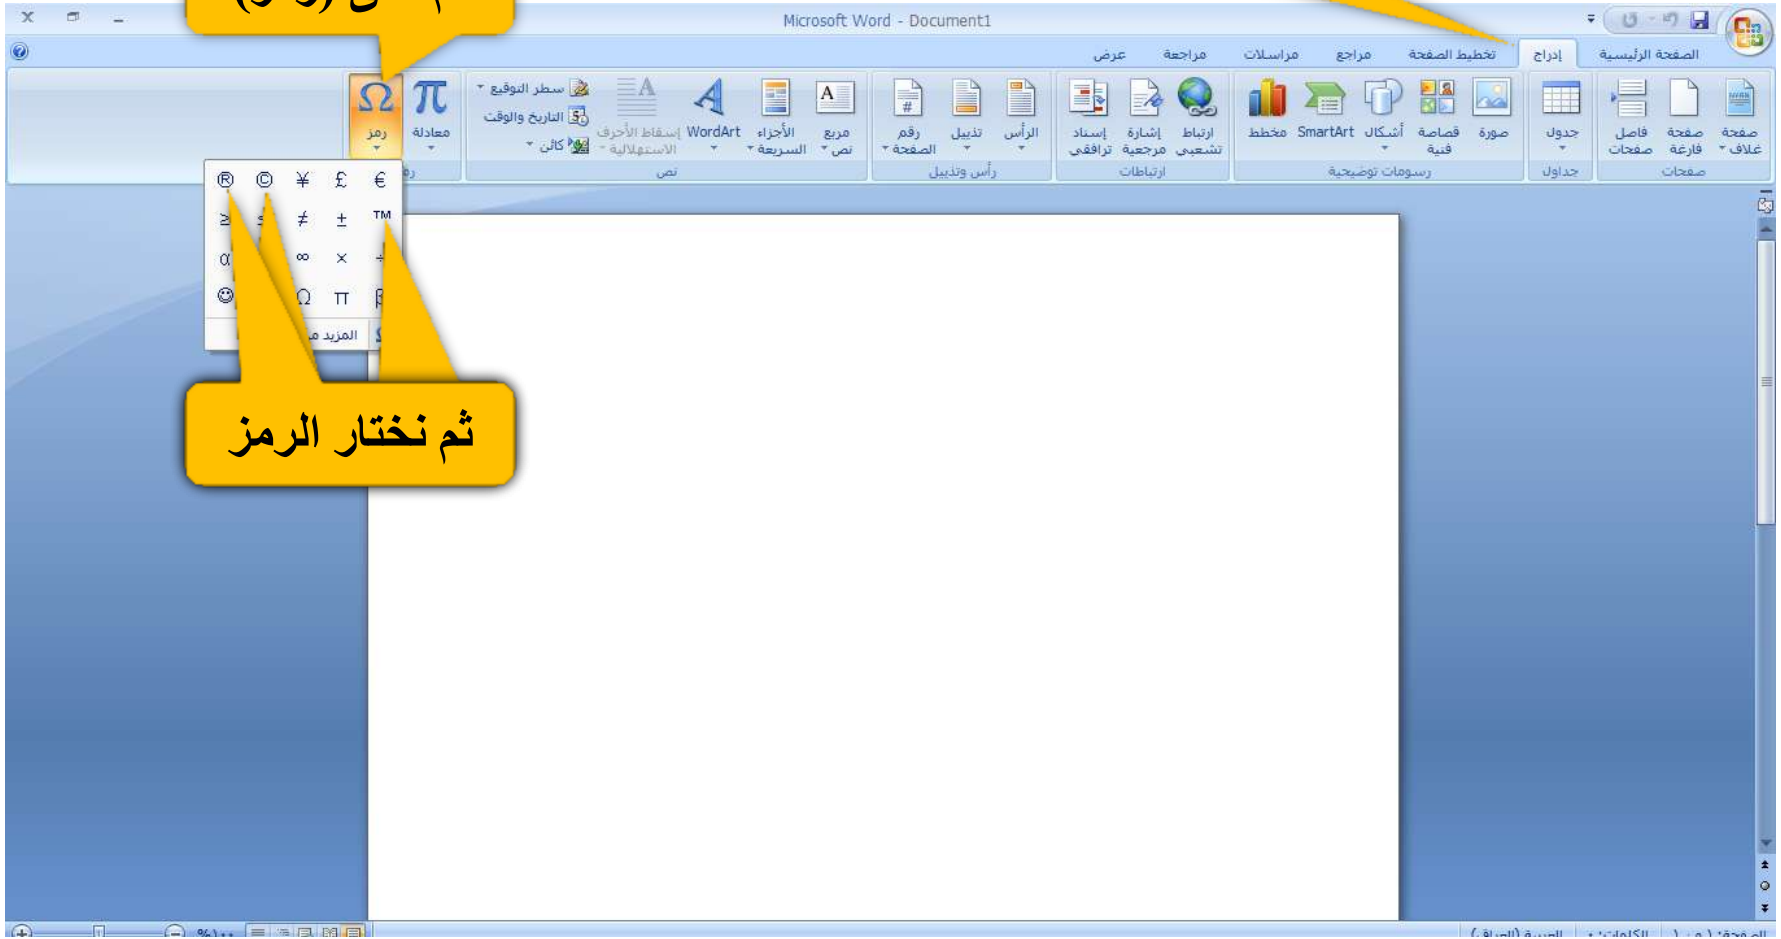 Microsoft Word - Document1
الصفحة الرئيسية إدراج تخطيط الصفحة مراجع مراسلات مراجعة عرض
صفحة غلاف
صفحة فارغة
فاصل صفحات
صفحات
جدول
جداول
صورة
قصاصة فنية
أشكال
SmartArt
مخطط
رسومات توضيحية
ارتباط تشعبي
إشارة مرجعية
إسناد ترافقي
ارتباطات
الرأس
تذييل
رقم الصفحة
رأس وتذييل
مربع نص
الأجزاء السريعة
WordArt
إسقاط الأحرف الاستهلالية
سطر التوقيع
التاريخ والوقت
كائن
نص
معادلة
رمز
€ £ ¥ © ®
™ ± ≠ ≥
÷ × ∞ α
β π Ω ☺
المزيد
ثم نختار الرمز